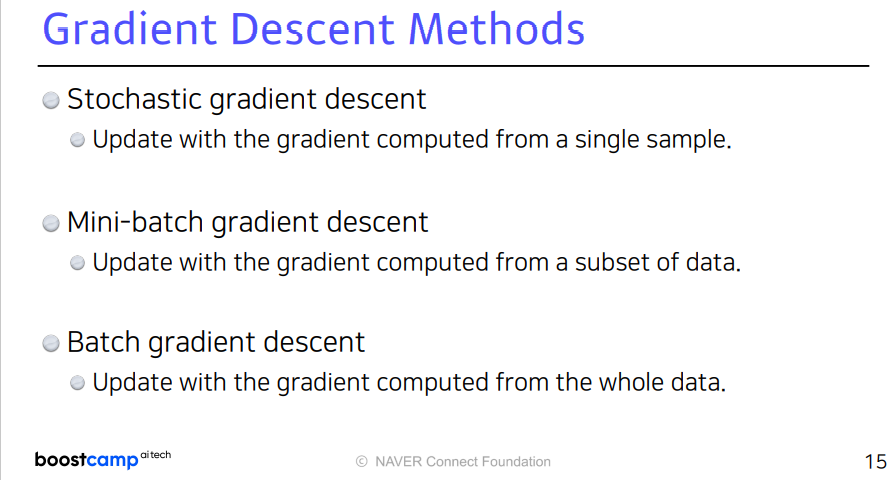 Gradient Descent Methods
Stochastic gradient descent
Update with the gradient computed from a single sample.
Mini-batch gradient descent
Update with the gradient computed from a subset of data.
Batch gradient descent
Update with the gradient computed from the whole data.
boostcamp ai tech
© NAVER Connect Foundation
15